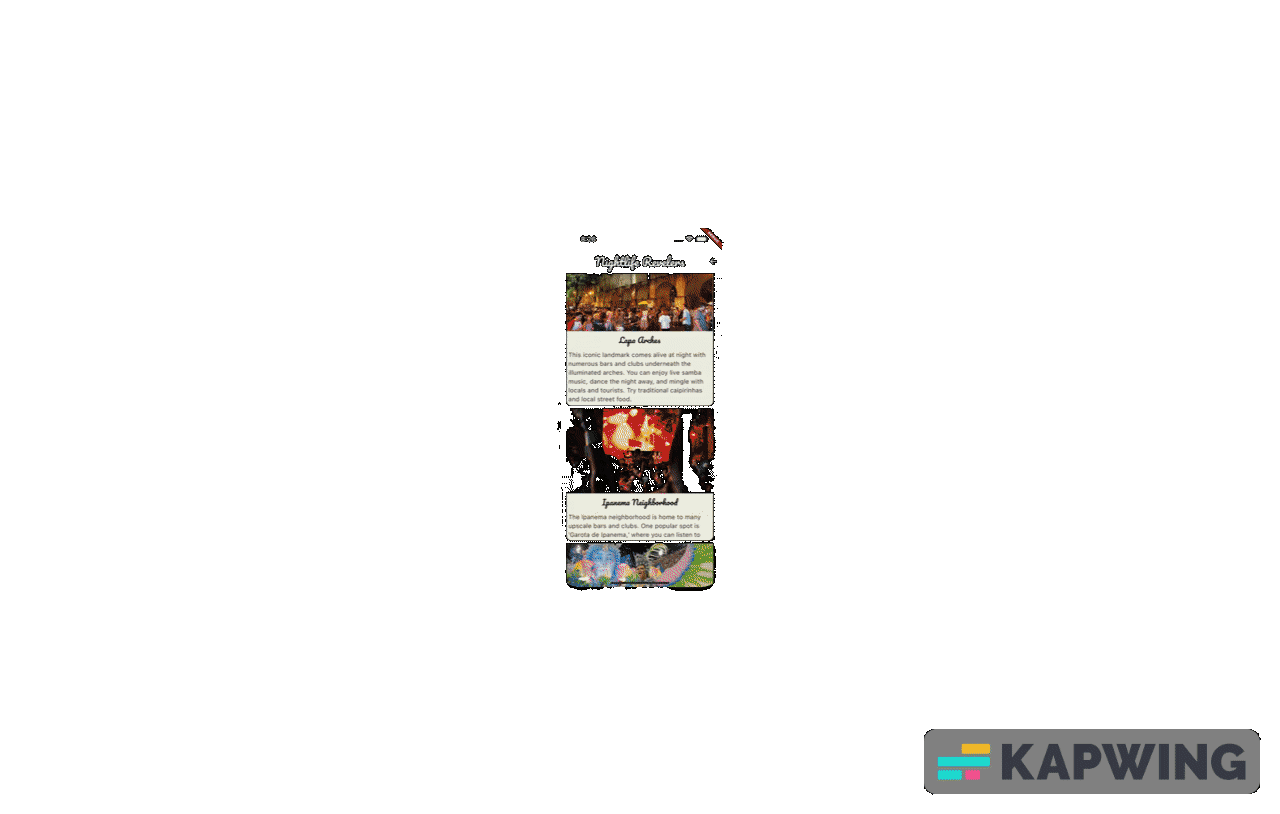 Nightlife Revelers
Lapa Arches
This iconic landmark comes alive at night with
numerous bars and clubs underneath the
illuminated arches. You can enjoy live samba
music, dance the night away, and mingle with
locals and tourists. Try traditional caipirinhas
and local street food.
Ipanema Neighborhood
The Ipanema neighborhood is home to many
upscale bars and clubs. One popular spot is
'Garota de Ipanema,' where you can listen to
KAPWING